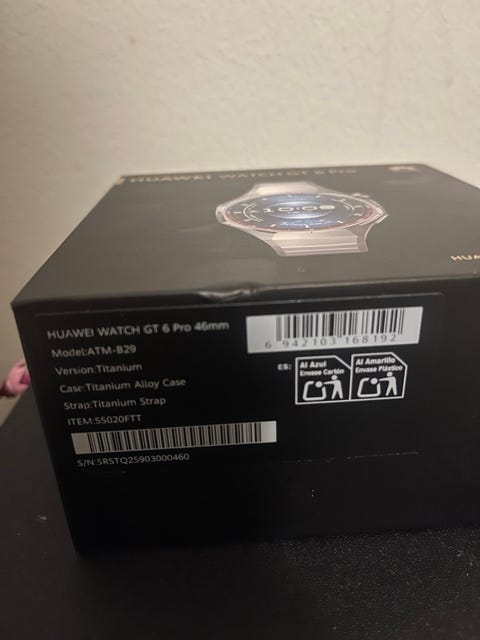 HUAWEI WATCH GT 6 Pro
10:08
HUAWEI WATCH GT 6 Pro 46mm
Model:ATM-B29
Version:Titanium
Case:Titanium Alloy Case
Strap:Titanium Strap
ITEM:55020FTT
S/N:5RSTQ25903000460
6 942103 168192
ES:
Al Azul
Envase Cartón
Al Amarillo
Envase Plástico